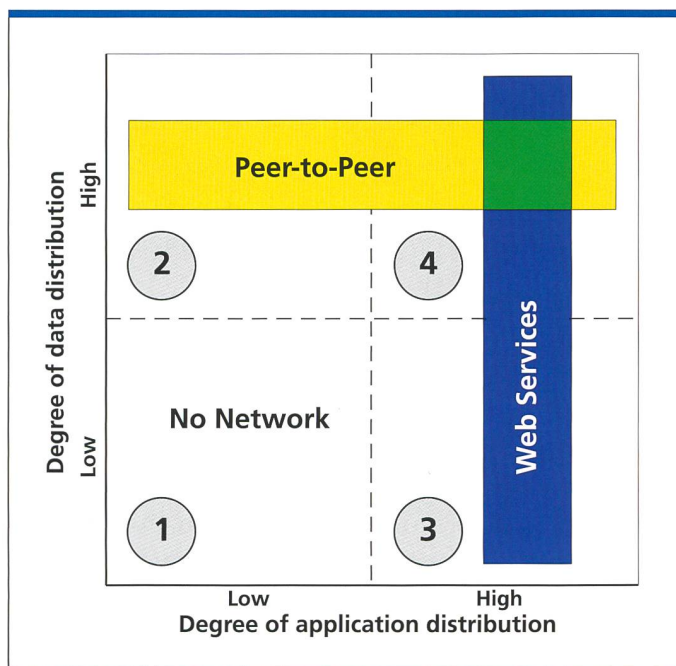 Peer-to-Peer
High
2
4
Degree of data distribution
Web Services
No Network
Low
1
3
Low
High
Degree of application distribution